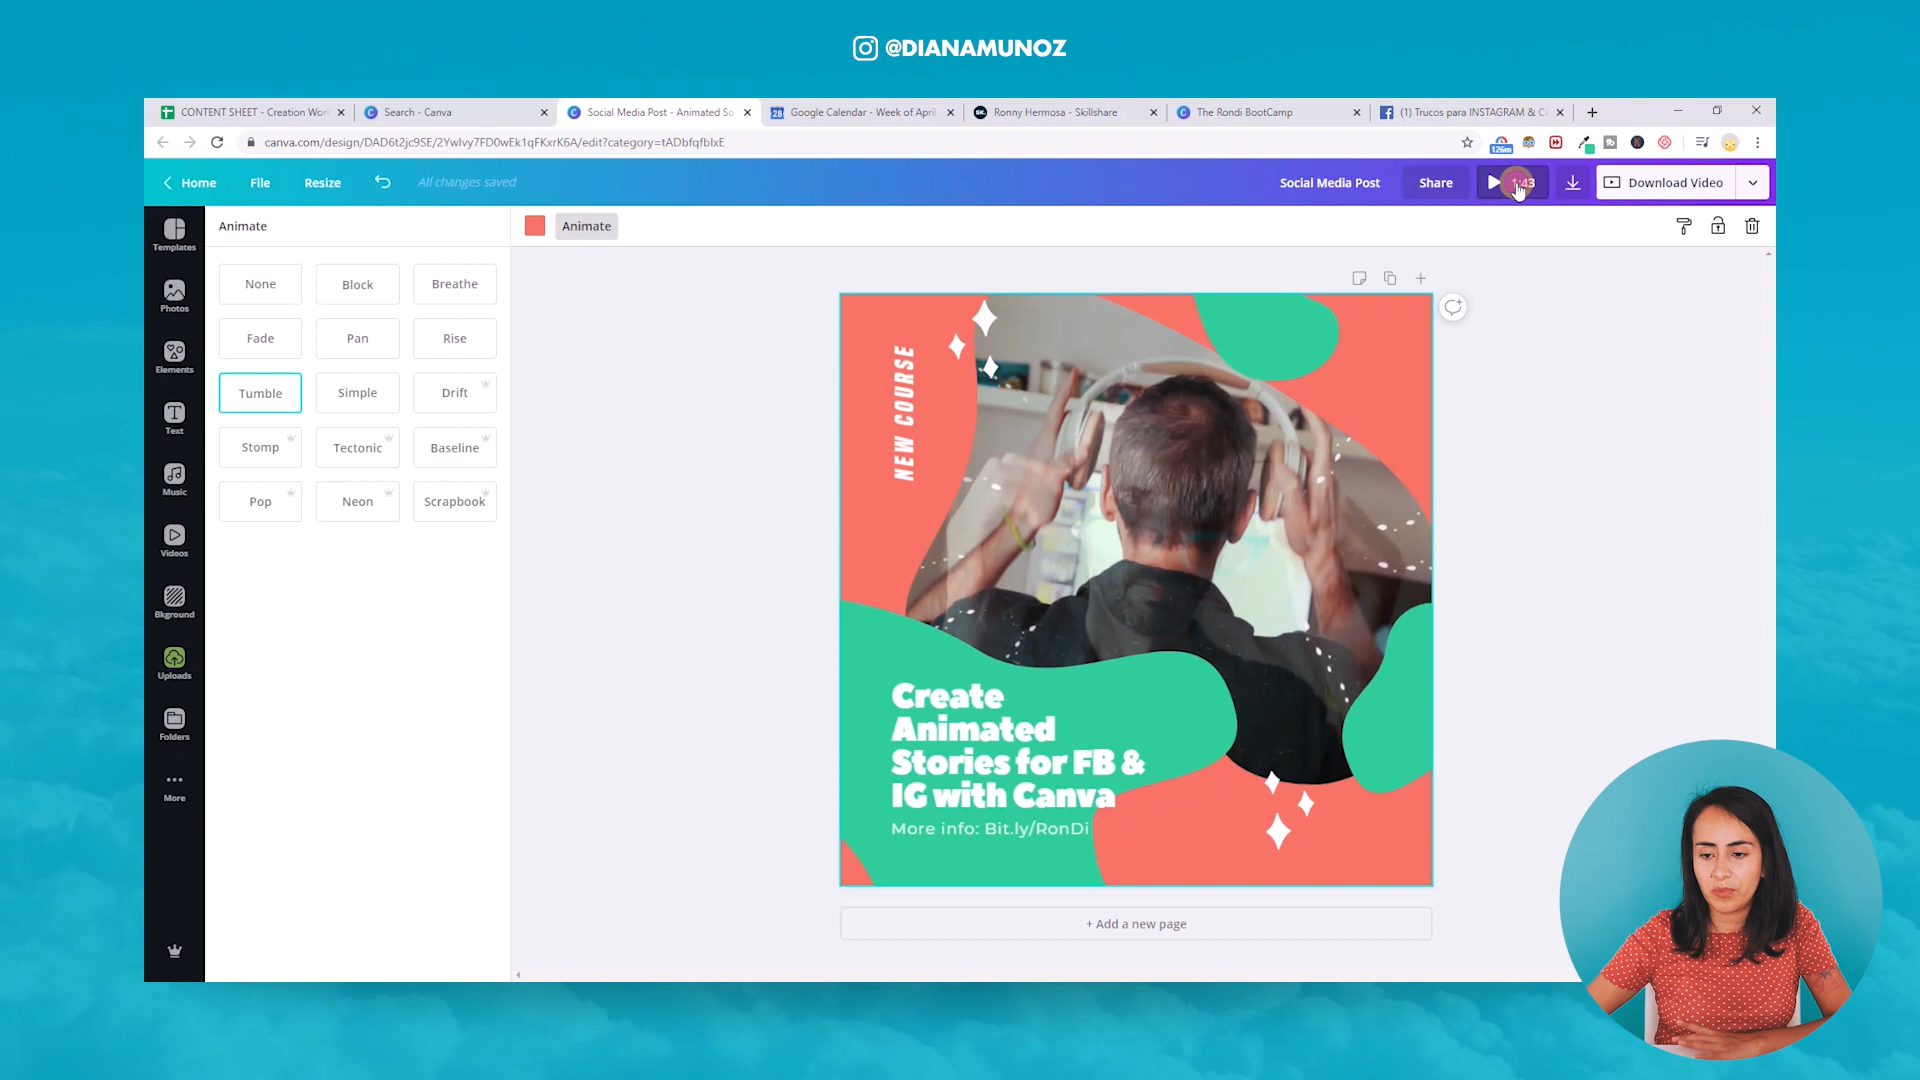 @DIANAMUNOZ
CONTENT SHEET - Creation Wor
Search - Canva
Social Media Post - Animated So
Google Calendar - Week of April
Ronny Hermosa - Skillshare
The Rondi BootCamp
(1) Trucos para INSTAGRAM & C
canva.com/design/DAD6t2jc9SE/2YwIvy7FD0wEk1qFKxrK6A/edit?category=tADbfqfbIxE
126m
Home
File
Resize
All changes saved
Social Media Post
Share
Download Video
Animate
Animate
Templates
Photos
Elements
Text
Music
Videos
Bkground
Uploads
Folders
More
None
Block
Breathe
Fade
Pan
Rise
Tumble
Simple
Drift
Stomp
Tectonic
Baseline
Pop
Neon
Scrapbook
NEW COURSE
Create
Animated
Stories for FB &
IG with Canva
More info: Bit.ly/RonDi
+ Add a new page